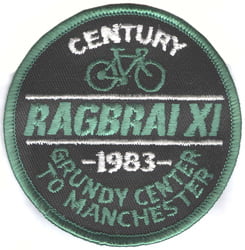 CENTURY
RAGBRAI XI
-1983-
GRUNDY CENTER
TO MANCHESTER